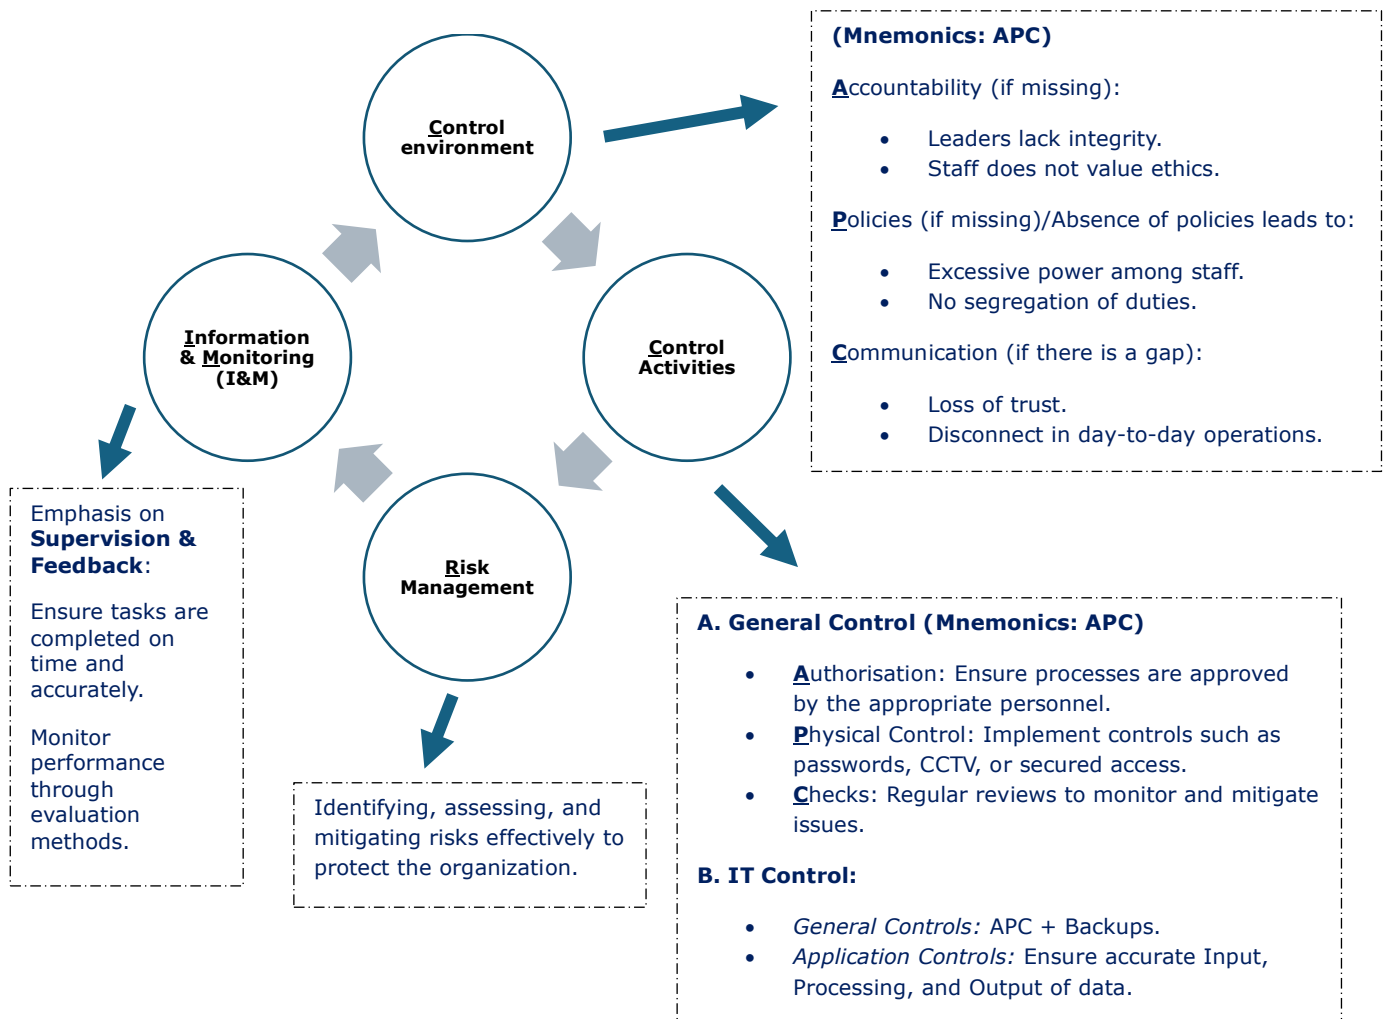 Control
environment
Control
Activities
Risk
Management
Information
& Monitoring
(I&M)
(Mnemonics: APC)
Accountability (if missing):
• Leaders lack integrity.
• Staff does not value ethics.
Policies (if missing)/Absence of policies leads to:
• Excessive power among staff.
• No segregation of duties.
Communication (if there is a gap):
• Loss of trust.
• Disconnect in day-to-day operations.
A. General Control (Mnemonics: APC)
• Authorisation: Ensure processes are approved
by the appropriate personnel.
• Physical Control: Implement controls such as
passwords, CCTV, or secured access.
• Checks: Regular reviews to monitor and mitigate
issues.
B. IT Control:
• General Controls: APC + Backups.
• Application Controls: Ensure accurate Input,
Processing, and Output of data.
Identifying, assessing, and
mitigating risks effectively to
protect the organization.
Emphasis on
Supervision &
Feedback:
Ensure tasks are
completed on
time and
accurately.
Monitor
performance
through
evaluation
methods.